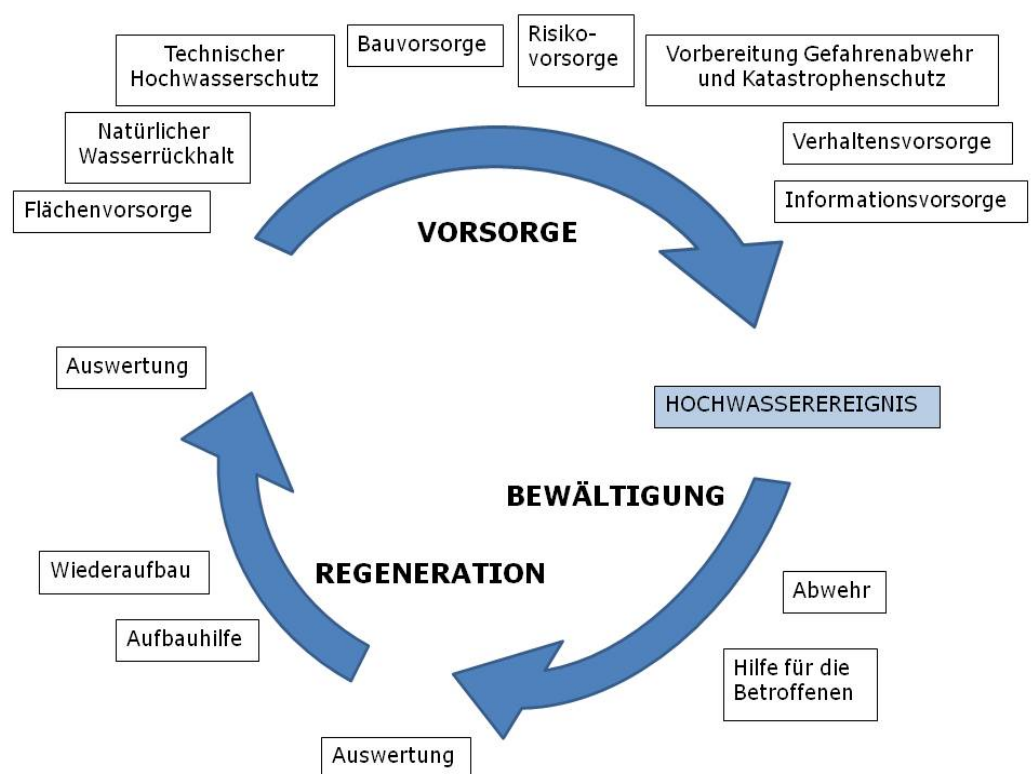 Technischer
Hochwasserschutz
Bauvorsorge
Risiko-
vorsorge
Vorbereitung Gefahrenabwehr
und Katastrophenschutz
Natürlicher
Wasserrückhalt
Verhaltensvorsorge
Flächenvorsorge
Informationsvorsorge
VORSORGE
Auswertung
HOCHWASSEREREIGNIS
BEWÄLTIGUNG
Wiederaufbau
REGENERATION
Abwehr
Aufbauhilfe
Hilfe für die
Betroffenen
Auswertung